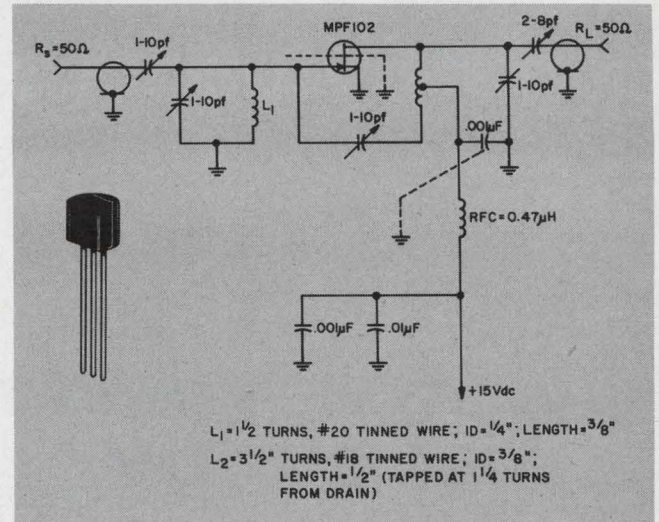 MPF102
2-8pf
Rs=50Ω
1-10pf
RL=50Ω
1-10pf
L1
1-10pf
1-10pf
.001µF
RFC=0.47µH
.001µF
.01µF
+15Vdc
L1=1 1/2 TURNS, #20 TINNED WIRE; ID=1/4"; LENGTH=3/8"
L2=3 1/2" TURNS, #18 TINNED WIRE; ID=3/8";
LENGTH=1/2" (TAPPED AT 1 1/4 TURNS
FROM DRAIN)